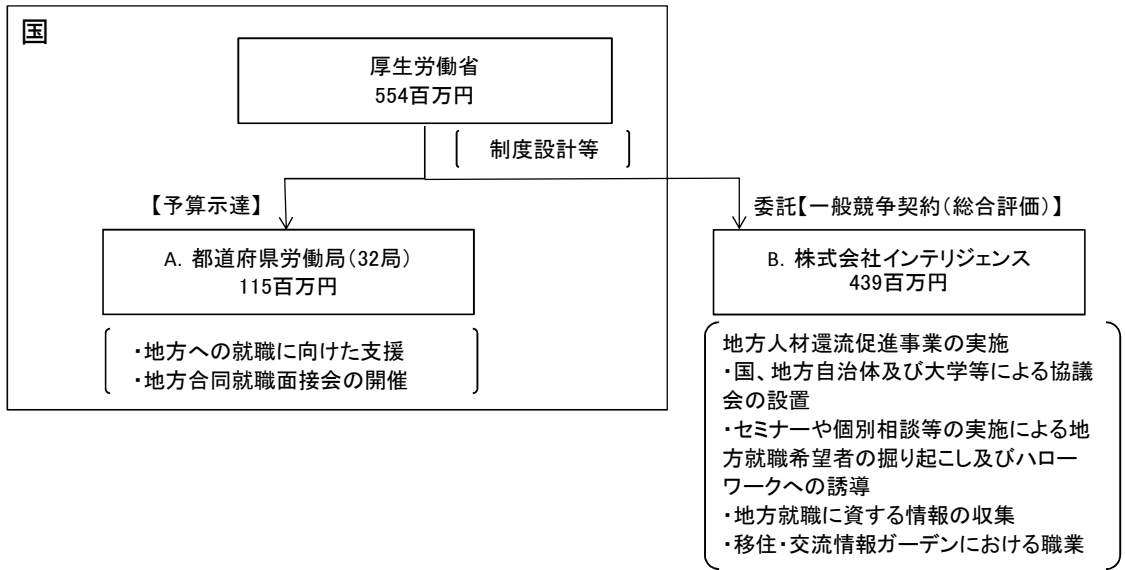 国
厚生労働省
554百万円
制度設計等
【予算示達】
委託【一般競争契約(総合評価)】
A. 都道府県労働局(32局)
115百万円
B. 株式会社インテリジェンス
439百万円
・地方への就職に向けた支援
・地方合同就職面接会の開催
地方人材還流促進事業の実施
・国、地方自治体及び大学等による協議
会の設置
・セミナーや個別相談等の実施による地
方就職希望者の掘り起こし及びハロー
ワークへの誘導
・地方就職に資する情報の収集
・移住・交流情報ガーデンにおける職業